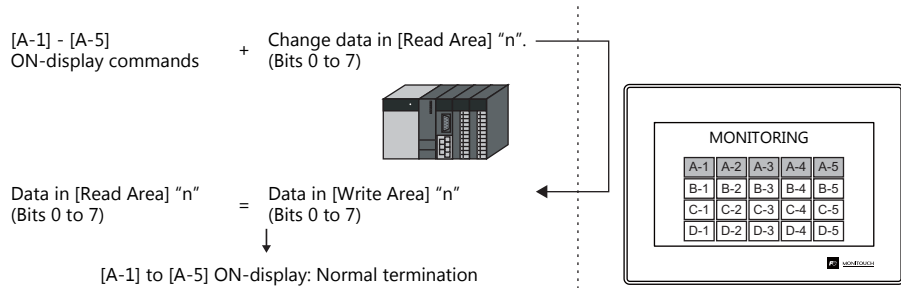 [A-1] - [A-5]
ON-display commands
+
Change data in [Read Area] “n”.
(Bits 0 to 7)
MONITORING
A-1 A-2 A-3 A-4 A-5
B-1 B-2 B-3 B-4 B-5
C-1 C-2 C-3 C-4 C-5
D-1 D-2 D-3 D-4 D-5
MONITOUCH
Data in [Read Area] “n”
(Bits 0 to 7)
=
Data in [Write Area] “n”
(Bits 0 to 7)
[A-1] to [A-5] ON-display: Normal termination